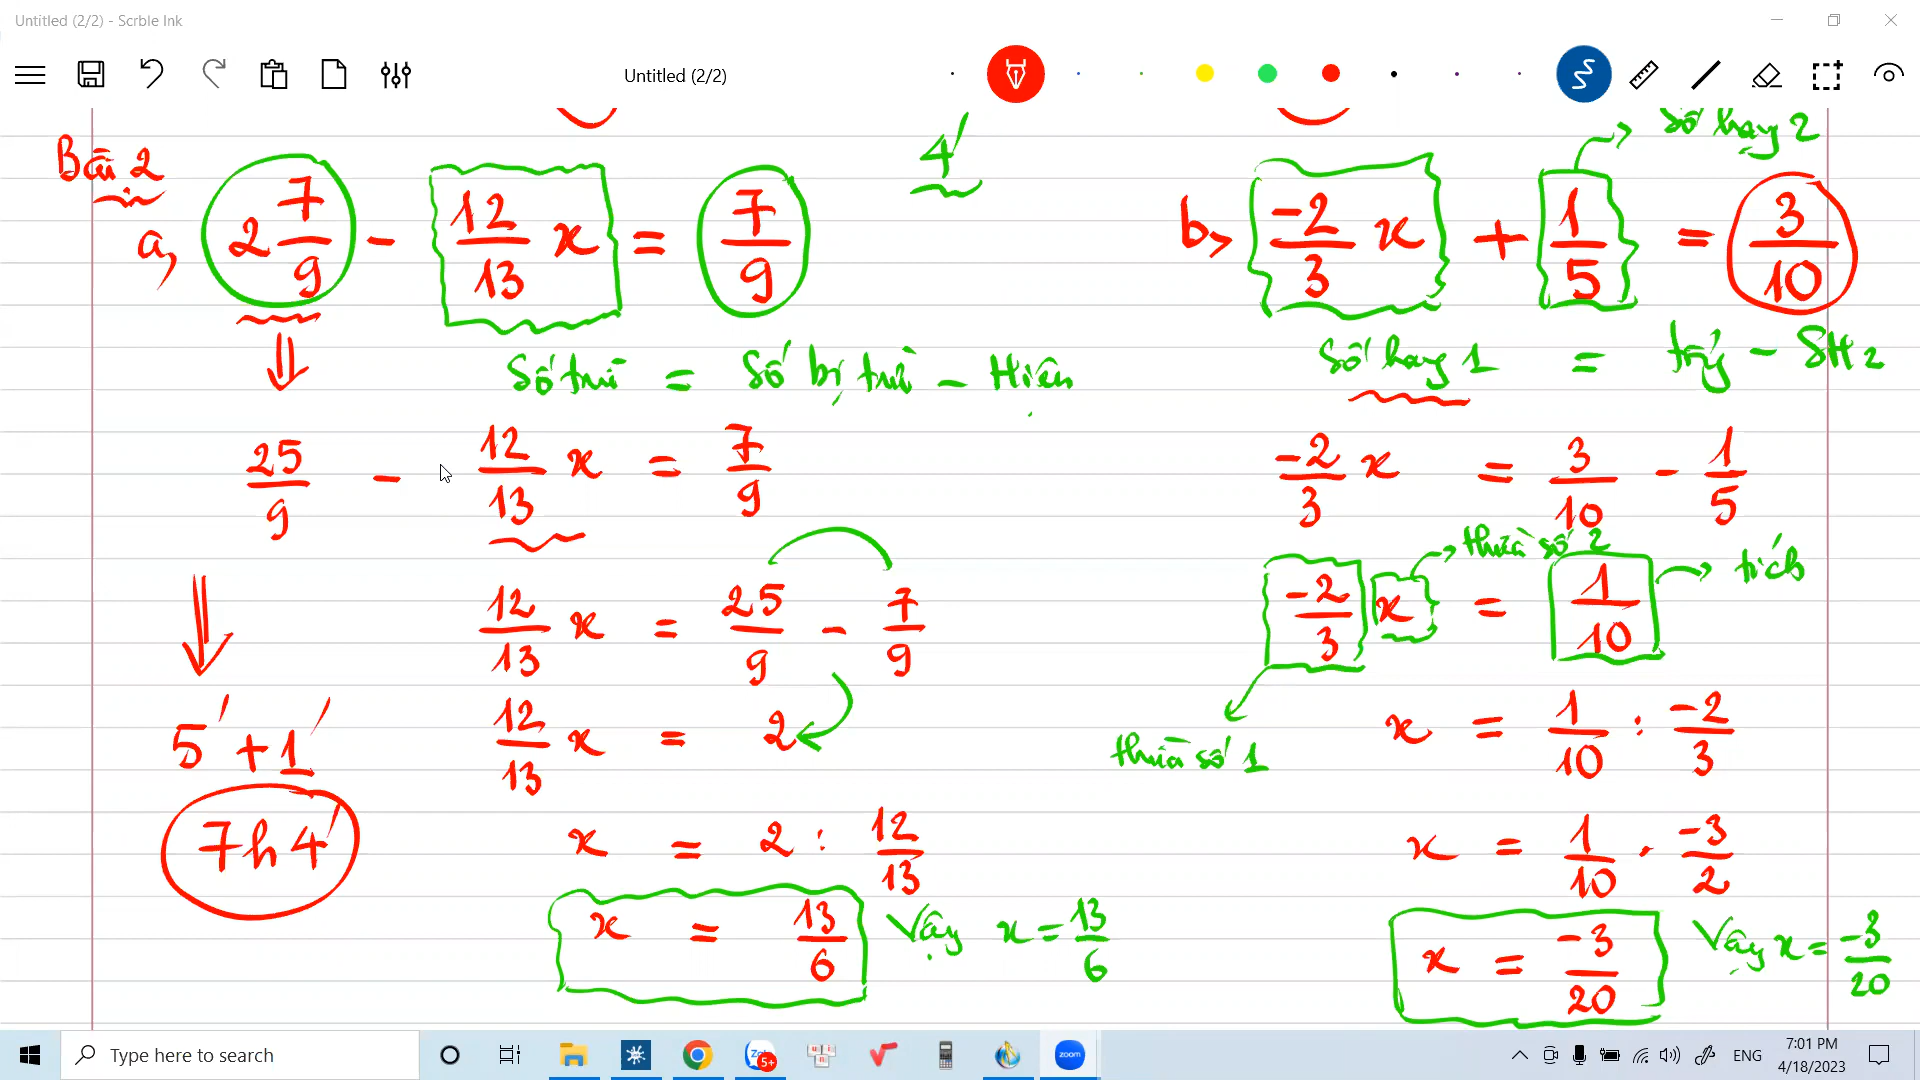 Untitled (2/2) - Scrble Ink
Untitled (2/2)
Bài 2
4'
Số hạng 2
a, 2 7/9 - 12/13 x = 7/9
b, -2/3 x + 1/5 = 3/10
Số trừ = Số bị trừ - Hiệu
Số hạng 1 = tổng - SH2
25/9 - 12/13 x = 7/9
-2/3 x = 3/10 - 1/5
thừa số 2
tích
12/13 x = 25/9 - 7/9
-2/3 x = 1/10
thừa số 1
5' + 1'
12/13 x = 2
x = 1/10 : -2/3
7h4'
x = 2 : 12/13
x = 1/10 . -3/2
x = 13/6
Vậy x = 13/6
x = -3/20
Vậy x = -3/20
Type here to search
5+
zoom
ENG
7:01 PM
4/18/2023